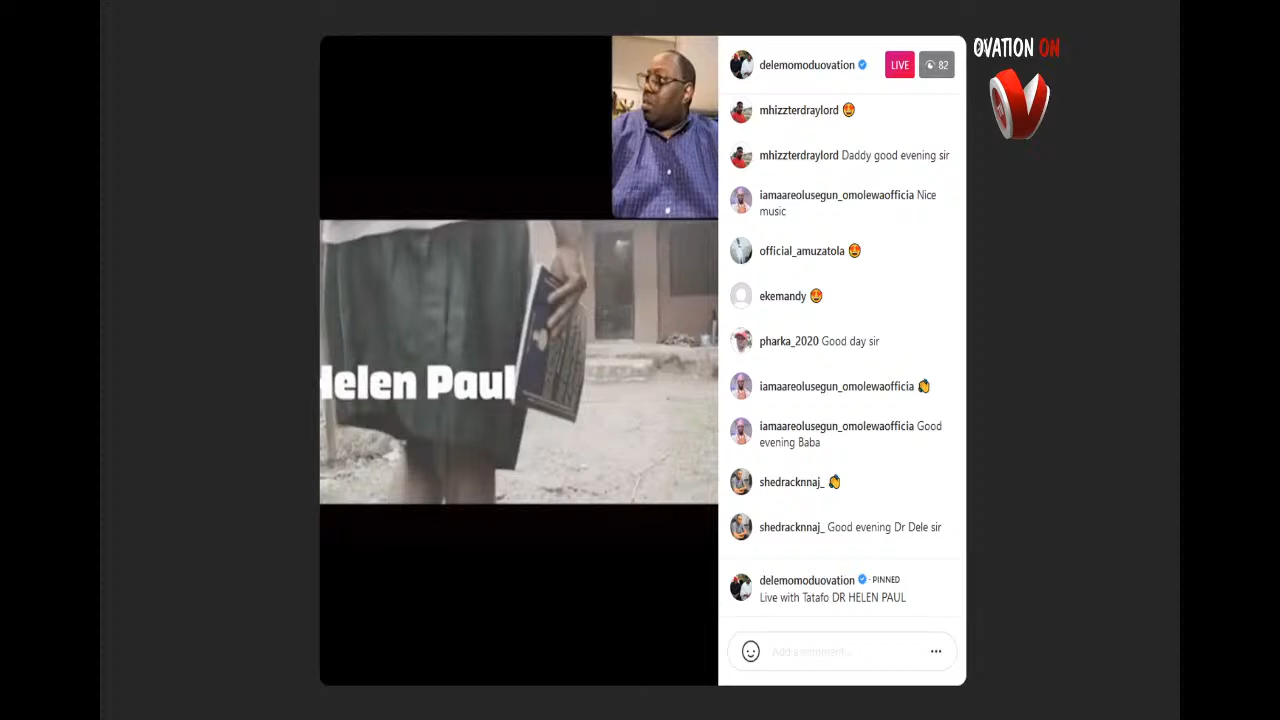 OVATION ON
delemomoduovation
LIVE
82
mhizzterdraylord
mhizzterdraylord Daddy good evening sir
iamaareolusegun_omolewaofficia Nice
music
official_amuzatola
ekemandy
pharka_2020 Good day sir
iamaareolusegun_omolewaofficia
iamaareolusegun_omolewaofficia Good
evening Baba
shedracknnaj_
shedracknnaj_ Good evening Dr Dele sir
delemomoduovation · PINNED
Live with Tatafo DR HELEN PAUL
Add a comment...
Helen Paul